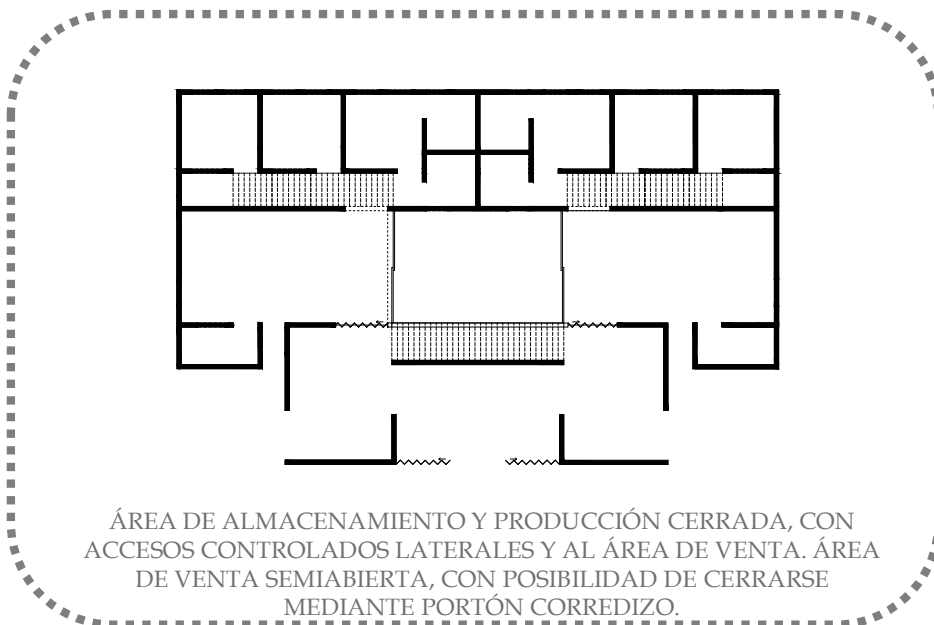 ÁREA DE ALMACENAMIENTO Y PRODUCCIÓN CERRADA, CON
ACCESOS CONTROLADOS LATERALES Y AL ÁREA DE VENTA. ÁREA
DE VENTA SEMIABIERTA, CON POSIBILIDAD DE CERRARSE
MEDIANTE PORTÓN CORREDIZO.